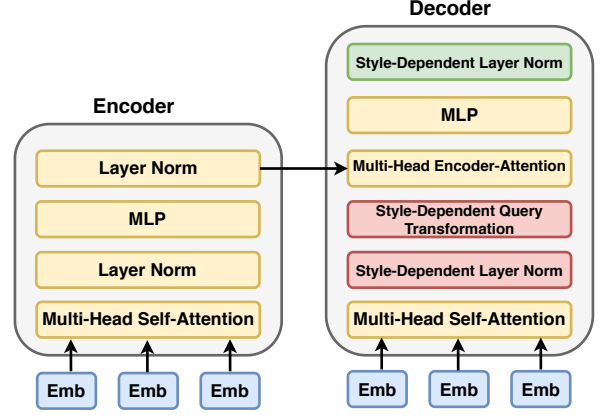 Encoder
Layer Norm
MLP
Layer Norm
Multi-Head Self-Attention
Emb Emb Emb
Decoder
Style-Dependent Layer Norm
MLP
Multi-Head Encoder-Attention
Style-Dependent Query
Transformation
Style-Dependent Layer Norm
Multi-Head Self-Attention
Emb Emb Emb